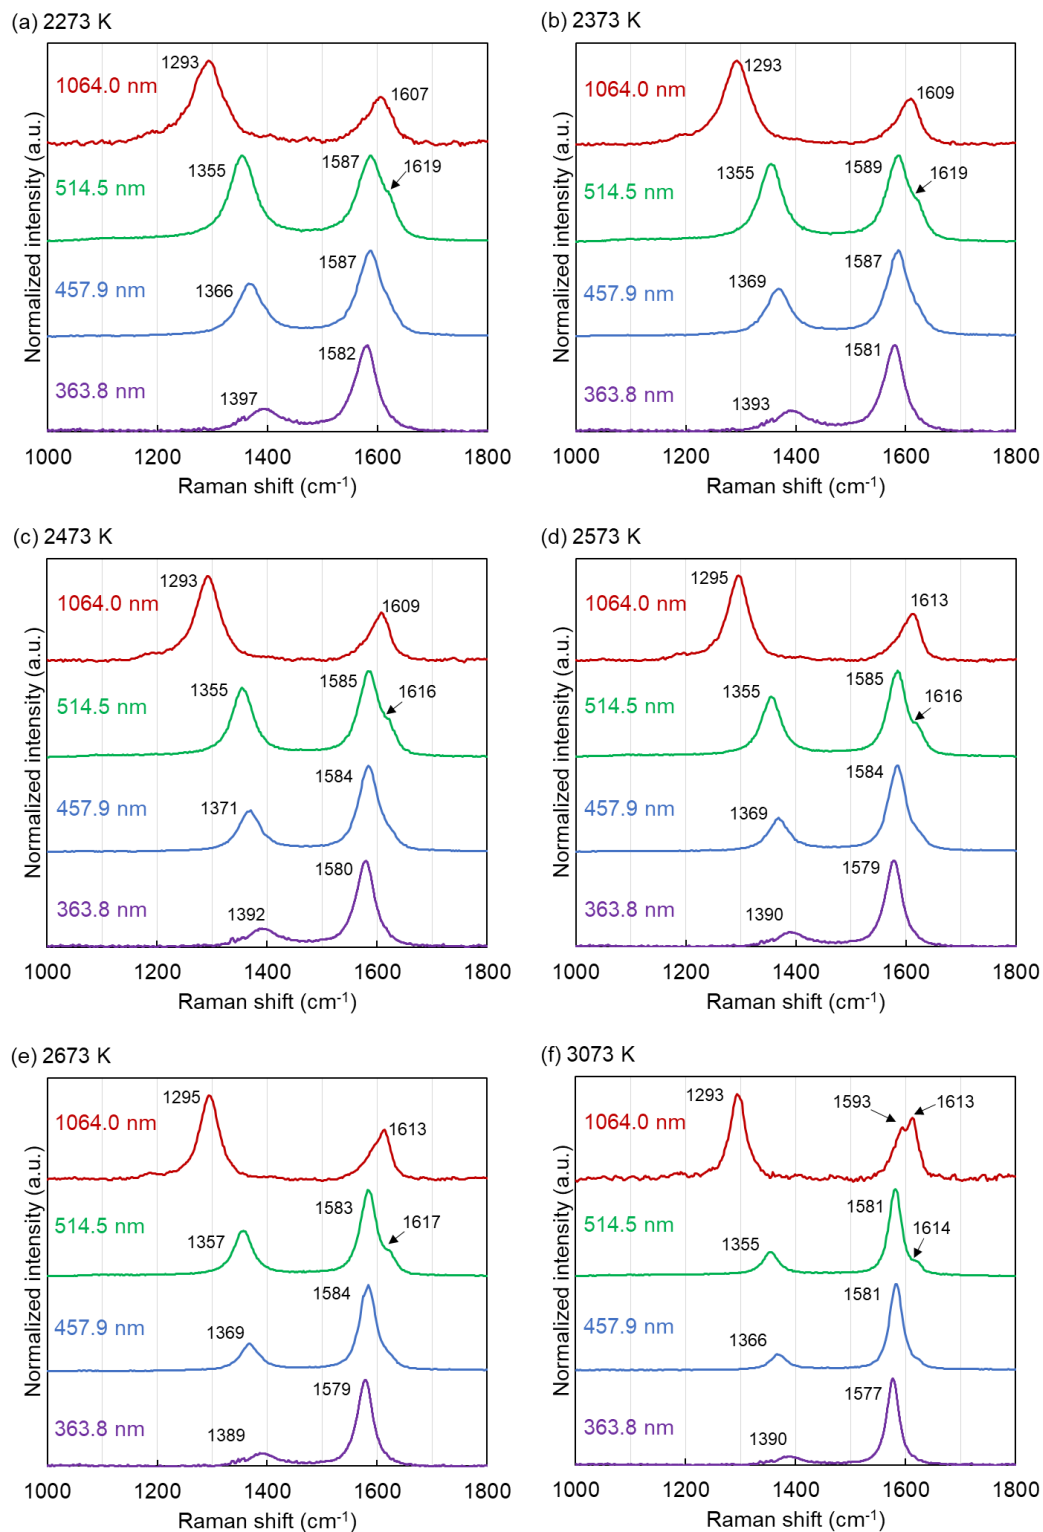 (a) 2273 K
Normalized intensity (a.u.)
1064.0 nm
1293
1607
514.5 nm
1355
1587
1619
457.9 nm
1366
1587
363.8 nm
1397
1582
1000 1200 1400 1600 1800
Raman shift (cm-1)
(b) 2373 K
Normalized intensity (a.u.)
1064.0 nm
1293
1609
514.5 nm
1355
1589
1619
457.9 nm
1369
1587
363.8 nm
1393
1581
1000 1200 1400 1600 1800
Raman shift (cm-1)
(c) 2473 K
Normalized intensity (a.u.)
1064.0 nm
1293
1609
514.5 nm
1355
1585
1616
457.9 nm
1371
1584
363.8 nm
1392
1580
1000 1200 1400 1600 1800
Raman shift (cm-1)
(d) 2573 K
Normalized intensity (a.u.)
1064.0 nm
1295
1613
514.5 nm
1355
1585
1616
457.9 nm
1369
1584
363.8 nm
1390
1579
1000 1200 1400 1600 1800
Raman shift (cm-1)
(e) 2673 K
Normalized intensity (a.u.)
1064.0 nm
1295
1613
514.5 nm
1357
1583
1617
457.9 nm
1369
1584
363.8 nm
1389
1579
1000 1200 1400 1600 1800
Raman shift (cm-1)
(f) 3073 K
Normalized intensity (a.u.)
1064.0 nm
1293
1593
1613
514.5 nm
1355
1581
1614
457.9 nm
1366
1581
363.8 nm
1390
1577
1000 1200 1400 1600 1800
Raman shift (cm-1)